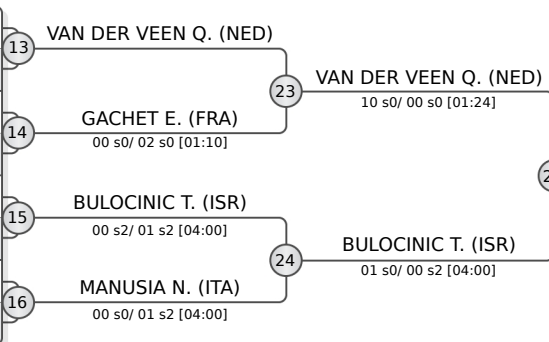 13
VAN DER VEEN Q. (NED)
23
VAN DER VEEN Q. (NED)
10 s0/ 00 s0 [01:24]
14
GACHET E. (FRA)
00 s0/ 02 s0 [01:10]
15
BULOCINIC T. (ISR)
00 s2/ 01 s2 [04:00]
24
BULOCINIC T. (ISR)
01 s0/ 00 s2 [04:00]
16
MANUSIA N. (ITA)
00 s0/ 01 s2 [04:00]